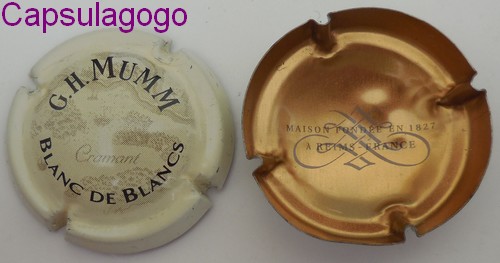 Capsulagogo
G.H. MUMM
Cramant
BLANC DE BLANCS
MAISON FONDÉE EN 1827
A REIMS - FRANCE